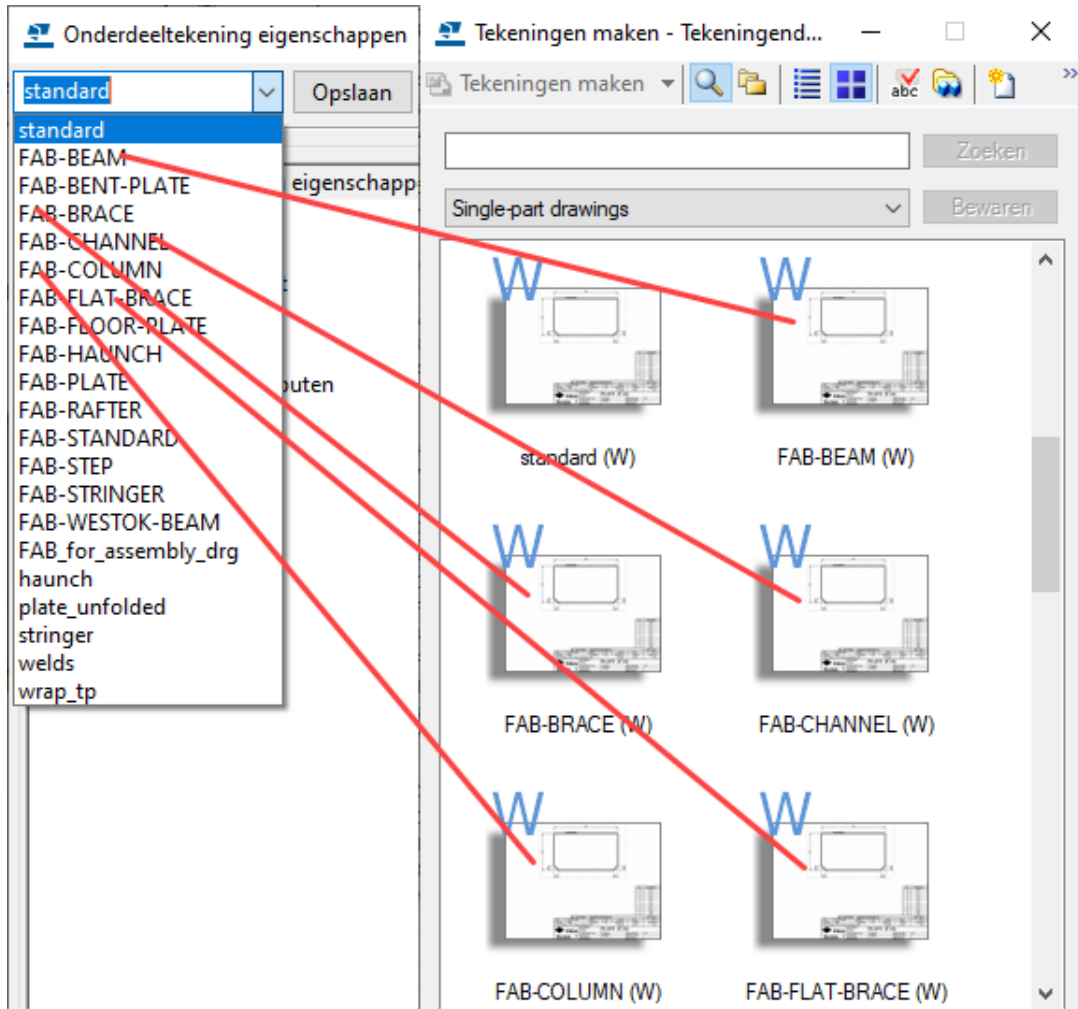 Onderdeeltekening eigenschappen
standard
Opslaan
standard
FAB-BEAM
FAB-BENT-PLATE
FAB-BRACE
FAB-CHANNEL
FAB-COLUMN
FAB-FLAT-BRACE
FAB-FLOOR-PLATE
FAB-HAUNCH
FAB-PLATE
FAB-RAFTER
FAB-STANDARD
FAB-STEP
FAB-STRINGER
FAB-WESTOK-BEAM
FAB_for_assembly_drg
haunch
plate_unfolded
stringer
welds
wrap_tp
eigenschapp
t
outen
Tekeningen maken - Tekeningend...
Tekeningen maken
abc
Zoeken
Single-part drawings
Bewaren
W
W
standard (W)
FAB-BEAM (W)
W
W
FAB-BRACE (W)
FAB-CHANNEL (W)
W
W
FAB-COLUMN (W)
FAB-FLAT-BRACE (W)